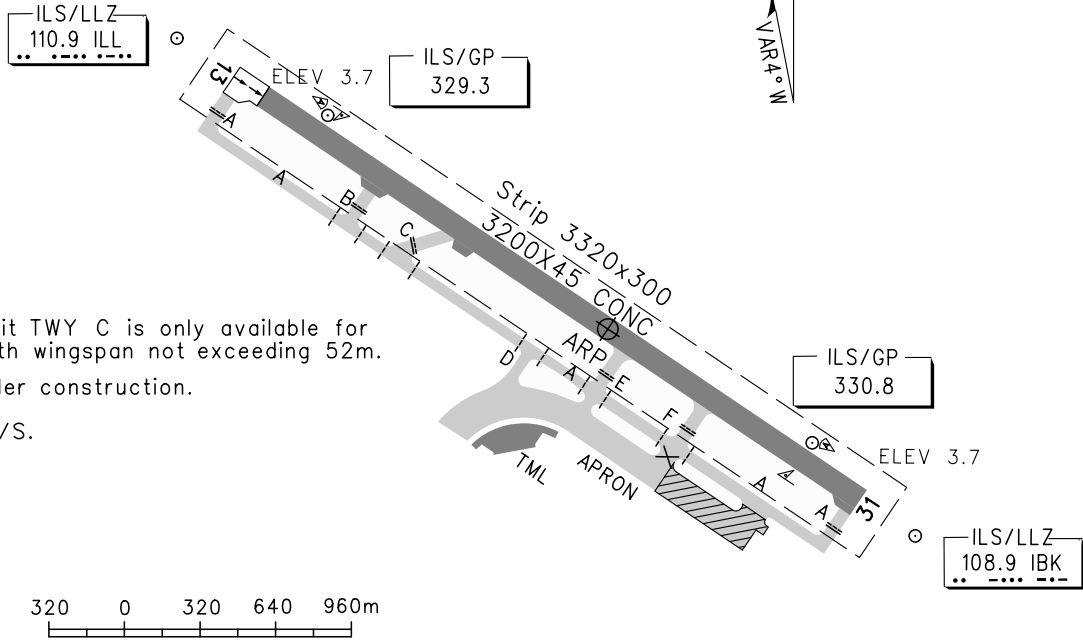 ILS/LLZ
110.9 ILL
VAR4°W
ILS/GP
329.3
13
ELEV 3.7
A
A
B
C
Strip 3320x300
3200X45 CONC
it TWY C is only available for
th wingspan not exceeding 52m.
ler construction.
/S.
ARP
D
A
E
F
ILS/GP
330.8
TML
APRON
ELEV 3.7
A
A
31
ILS/LLZ
108.9 IBK
320 0 320 640 960m